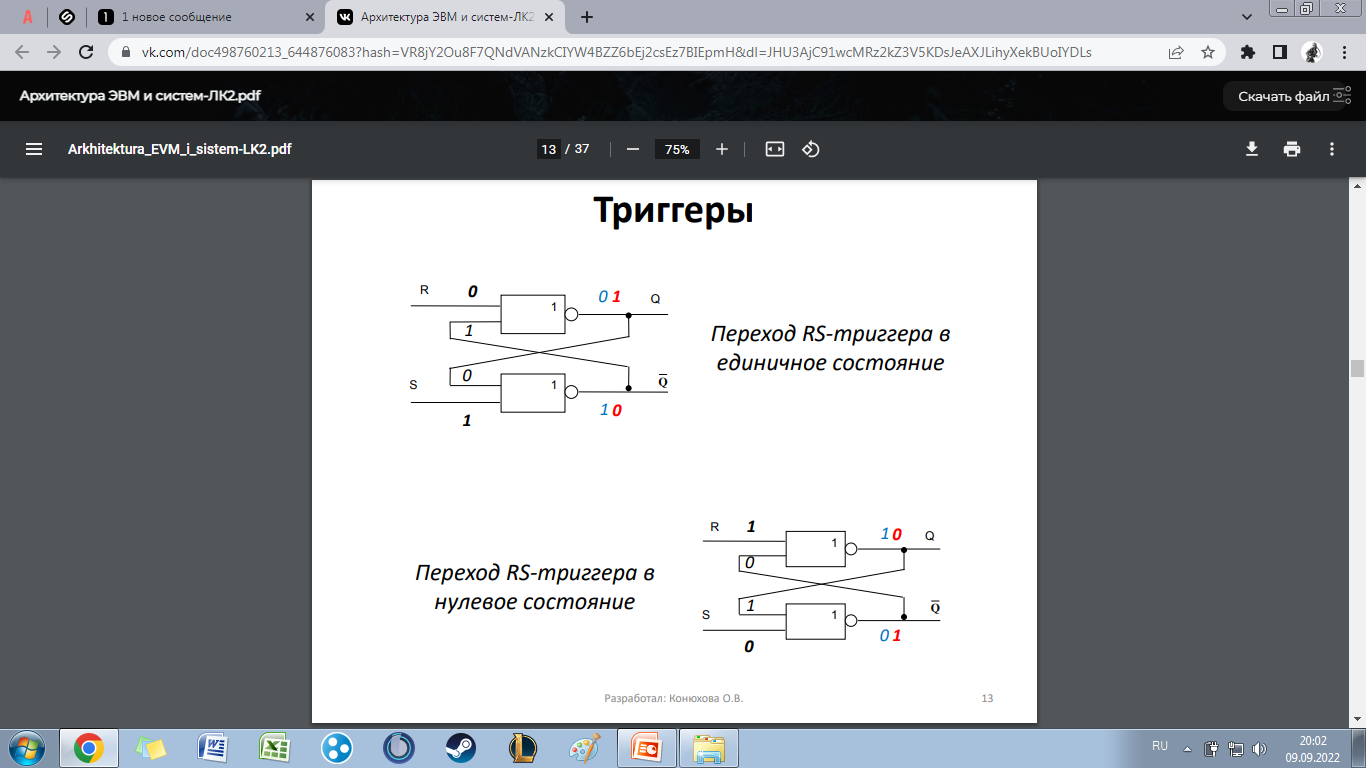 1 новое сообщение
Архитектура ЭВМ и систем-ЛК2
vk.com/doc498760213_644876083?hash=VR8jY2Ou8F7QNdVANzkCIYW4BZZ6bEj2csEz7BIEpmH&dl=JHU3AjC91wcMRz2kZ3V5KDsJeAXJLihyXekBUoIYDLs
Архитектура ЭВМ и систем-ЛК2.pdf
Скачать файл
Arkhitektura_EVM_i_sistem-LK2.pdf
13 / 37
75%
Триггеры
R 0 1 0 1 Q
1
0
S 1 Q
1 0
1
Переход RS-триггера в
единичное состояние
Переход RS-триггера в
нулевое состояние
R 1 1 1 0 Q
0
1
S 1 Q
0 1
0
Разработал: Конюхова О.В.
13
RU
20:02
09.09.2022